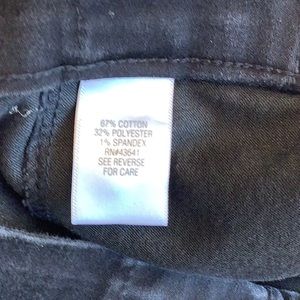 67% COTTON
32% POLYESTER
1% SPANDEX
RN#43641
SEE REVERSE
FOR CARE